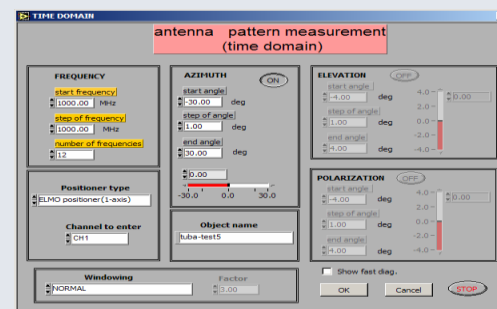 TIME DOMAIN
antenna pattern measurement
(time domain)
FREQUENCY
start frequency
1000.00 MHz
step of frequency
1000.00 MHz
number of frequencies
12
Positioner type
ELMO positioner(1-axis)
Channel to enter
CH1
AZIMUTH
ON
start angle
-30.00 deg
step of angle
1.00 deg
end angle
30.00 deg
0.00
-30.0 0.0 30.0
Object name
tuba-test5
ELEVATION
OFF
start angle
-4.00 deg
step of angle
1.00 deg
end angle
4.00 deg
4.0
2.0
0.0
-2.0
-4.0
0.00
POLARIZATION
OFF
start angle
-4.00 deg
step of angle
1.00 deg
end angle
4.00 deg
4.0
2.0
0.0
-2.0
-4.0
0.00
Windowing
NORMAL
Factor
3.00
Show fast diag.
OK
Cancel
STOP